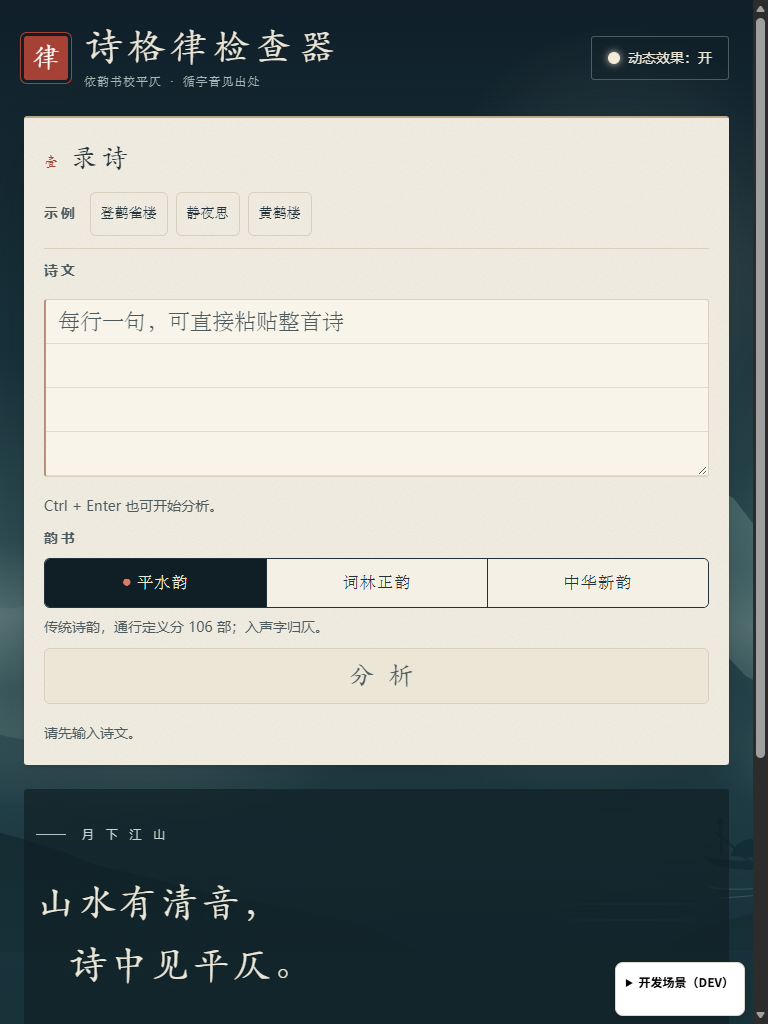 律
诗格律检查器
依韵书校平仄 · 循字音见出处
动态效果：开
壹 录诗
示例 登鹳雀楼 静夜思 黄鹤楼
诗文
每行一句，可直接粘贴整首诗
Ctrl + Enter 也可开始分析。
韵书
平水韵 词林正韵 中华新韵
传统诗韵，通行定义分 106 部；入声字归仄。
分析
请先输入诗文。
月下江山
山水有清音，
诗中见平仄。
▶ 开发场景（DEV）